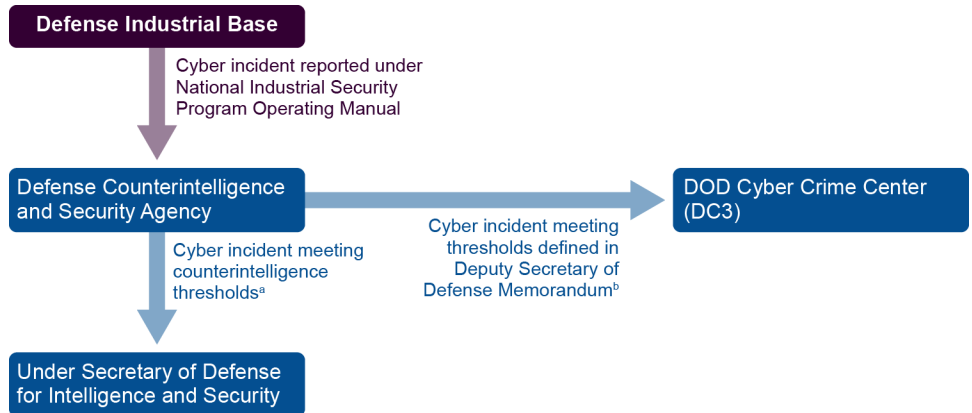 Defense Industrial Base
Cyber incident reported under
National Industrial Security
Program Operating Manual
Defense Counterintelligence
and Security Agency
DOD Cyber Crime Center
(DC3)
Cyber incident meeting
counterintelligence
thresholdsᵃ
Cyber incident meeting
thresholds defined in
Deputy Secretary of
Defense Memorandumᵇ
Under Secretary of Defense
for Intelligence and Security